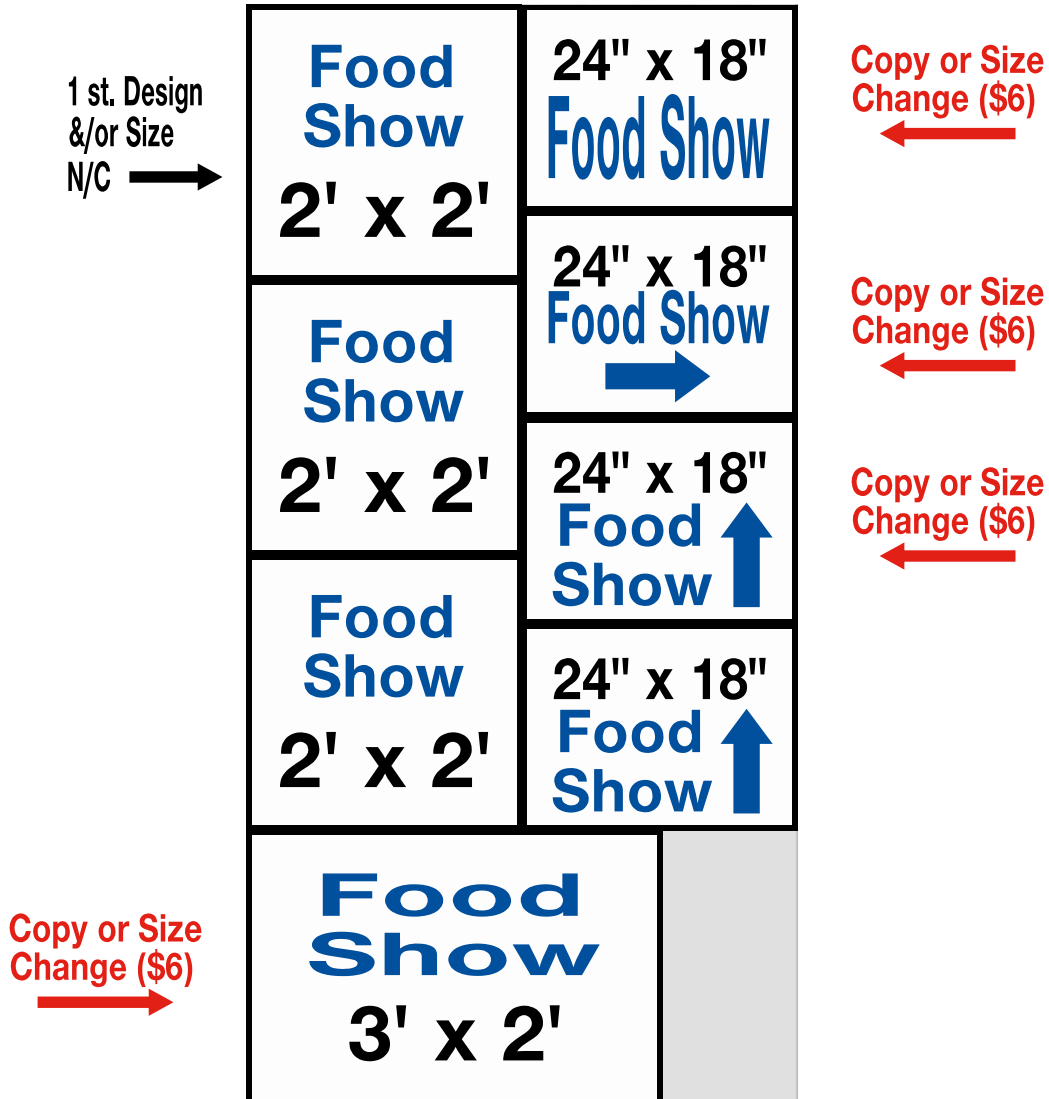 1 st. Design
&/or Size
N/C
Food
Show
2' x 2'
Food
Show
2' x 2'
Food
Show
2' x 2'
24" x 18"
Food Show
24" x 18"
Food Show
24" x 18"
Food
Show
24" x 18"
Food
Show
Copy or Size
Change ($6)
Copy or Size
Change ($6)
Copy or Size
Change ($6)
Copy or Size
Change ($6)
Food
Show
3' x 2'